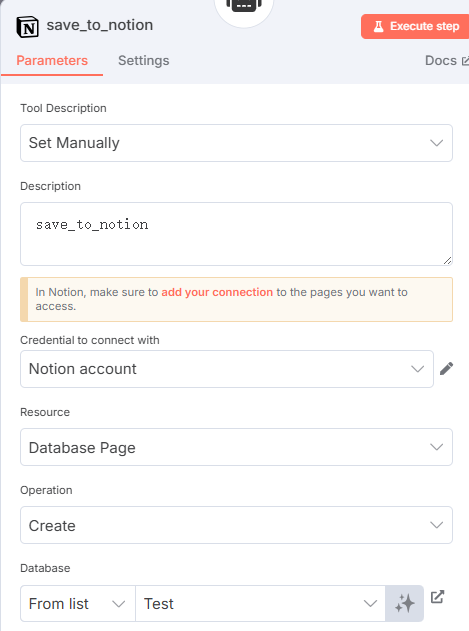 save_to_notion
Execute step
Parameters
Settings
Docs
Tool Description
Set Manually
Description
save_to_notion
In Notion, make sure to add your connection to the pages you want to
access.
Credential to connect with
Notion account
Resource
Database Page
Operation
Create
Database
From list
Test